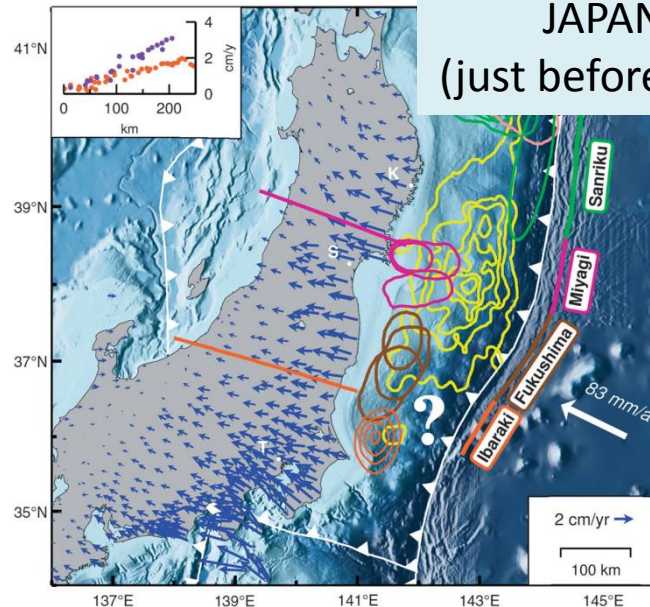 JAPAN
(just before
4
2
0
cm/y
0
100
200
km
41°N
39°N
37°N
35°N
K
S
T
?
Sanriku
Miyagi
Fukushima
Ibaraki
83 mm/a
2 cm/yr
100 km
137°E
139°E
141°E
143°E
145°E